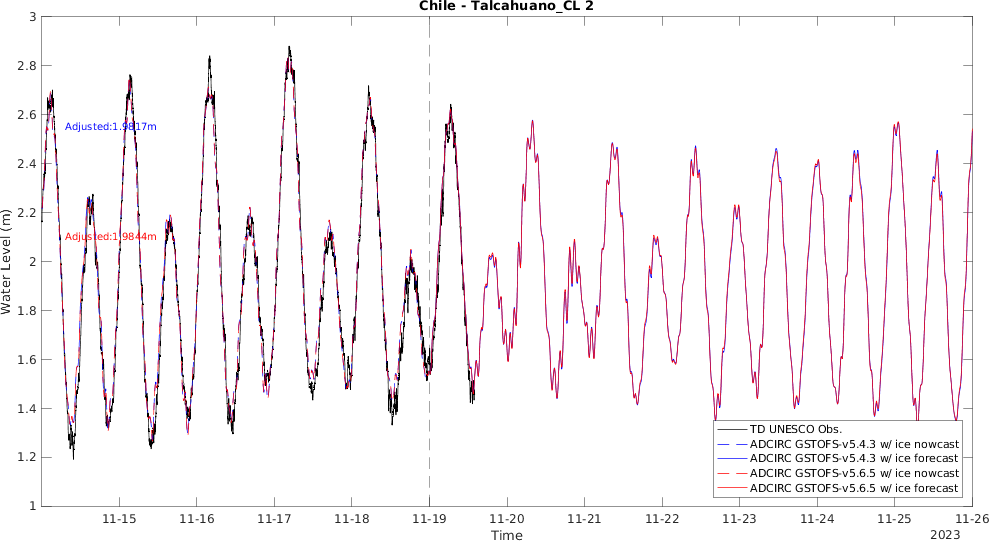 Chile - Talcahuano_CL 2
3
2.8
2.6
2.4
2.2
2
1.8
1.6
1.4
1.2
1
Water Level (m)
Adjusted:1.9817m
Adjusted:1.9844m
TD UNESCO Obs.
ADCIRC GSTOFS-v5.4.3 w/ ice nowcast
ADCIRC GSTOFS-v5.4.3 w/ ice forecast
ADCIRC GSTOFS-v5.6.5 w/ ice nowcast
ADCIRC GSTOFS-v5.6.5 w/ ice forecast
11-15 11-16 11-17 11-18 11-19 11-20 11-21 11-22 11-23 11-24 11-25 11-26
Time
2023